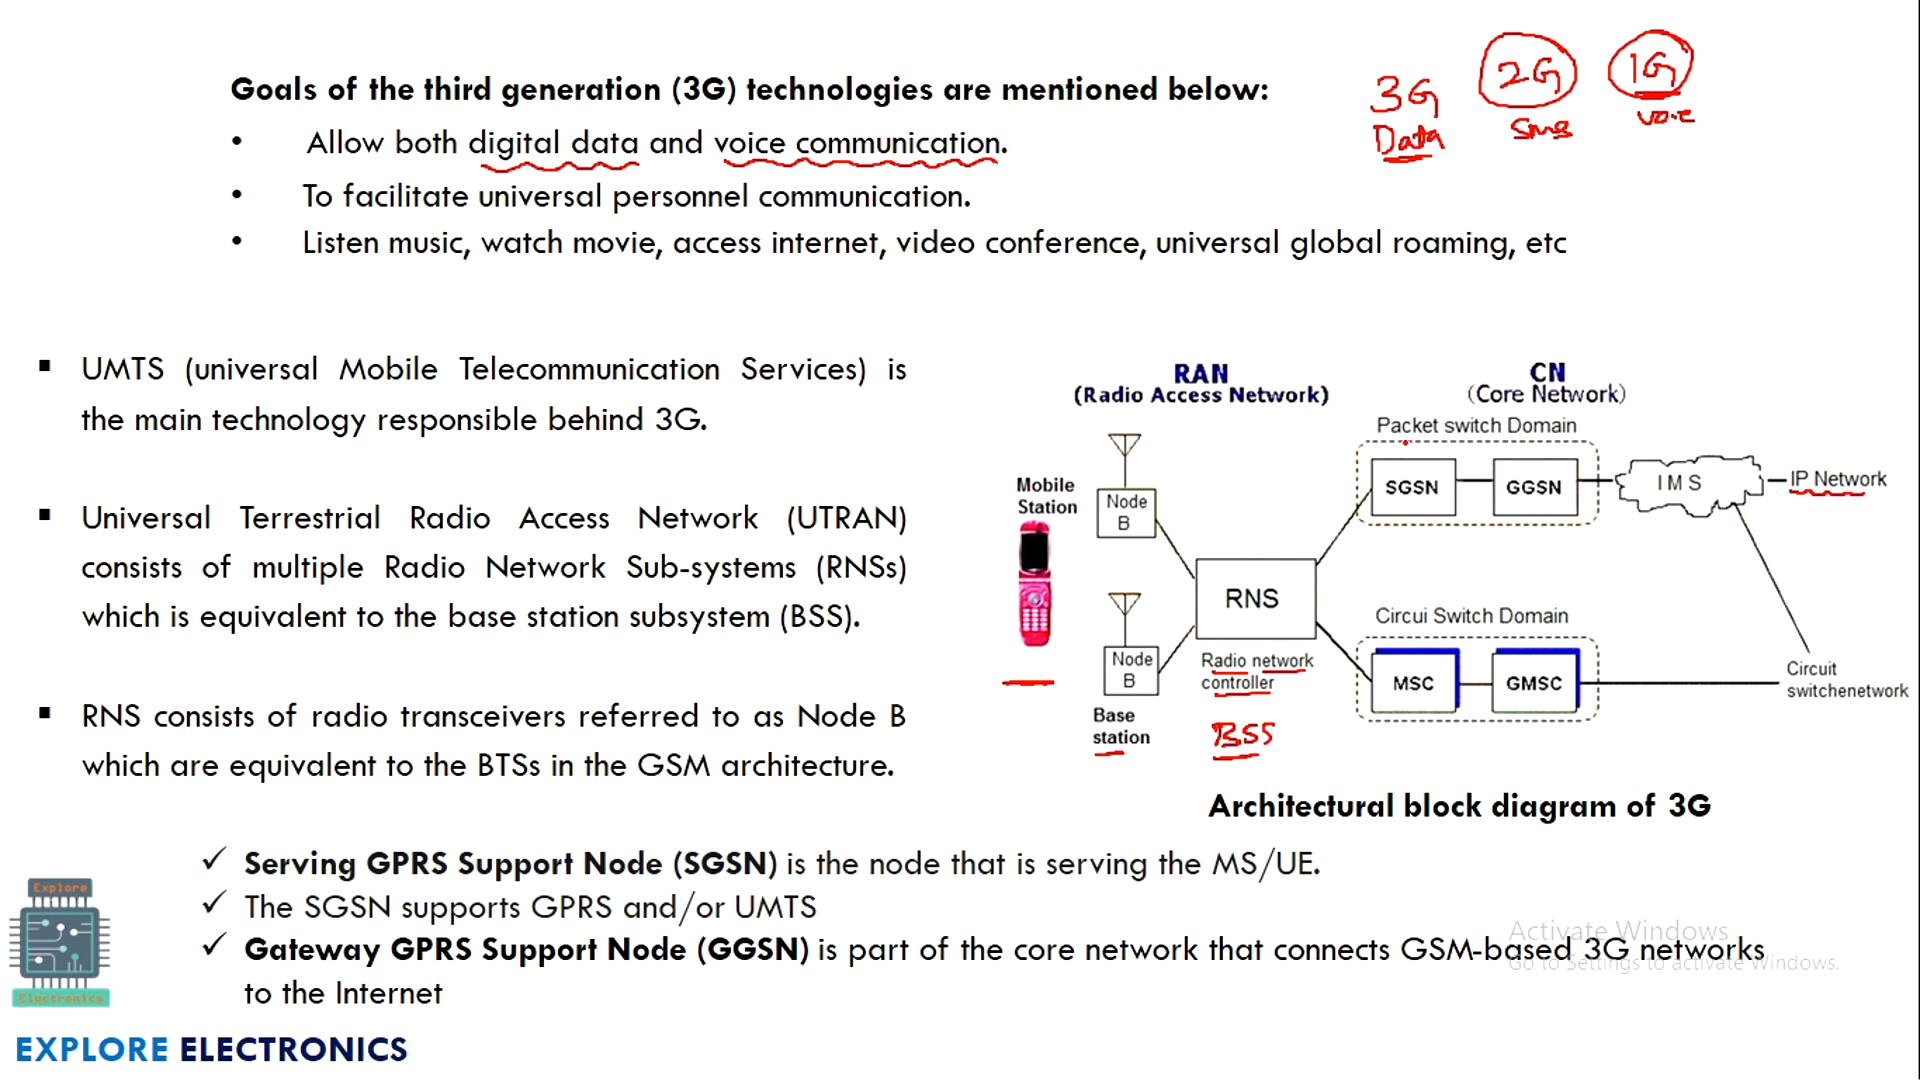 Goals of the third generation (3G) technologies are mentioned below:
• Allow both digital data and voice communication.
• To facilitate universal personnel communication.
• Listen music, watch movie, access internet, video conference, universal global roaming, etc
3G 2G 1G
Data Sms
▪ UMTS (universal Mobile Telecommunication Services) is
the main technology responsible behind 3G.
▪ Universal Terrestrial Radio Access Network (UTRAN)
consists of multiple Radio Network Sub-systems (RNSs)
which is equivalent to the base station subsystem (BSS).
▪ RNS consists of radio transceivers referred to as Node B
which are equivalent to the BTSs in the GSM architecture.
RAN
(Radio Access Network)
CN
(Core Network)
Packet switch Domain
Mobile
Station
Node
B
SGSN
GGSN
IMS
IP Network
RNS
Circui Switch Domain
Node
B
Radio network
controller
MSC
GMSC
Circuit
switchenetwork
Base
station
BSS
Architectural block diagram of 3G
✓ Serving GPRS Support Node (SGSN) is the node that is serving the MS/UE.
✓ The SGSN supports GPRS and/or UMTS
✓ Gateway GPRS Support Node (GGSN) is part of the core network that connects GSM-based 3G networks
to the Internet
Activate Windows
Go to Settings to activate Windows.
Explore
Electronics
EXPLORE ELECTRONICS